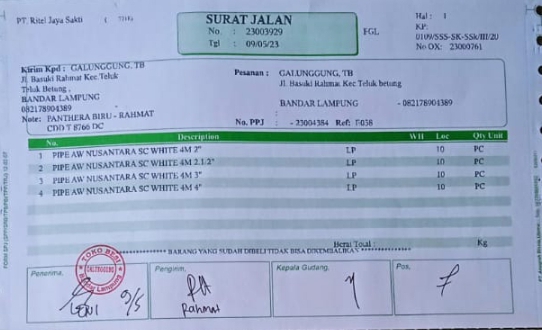 PT. Ritzi Jaya Sakti
SURAT JALAN
No. : 23003929
Tgl : 09/05/23
FGL
Hal : 1
KP:
0109/SSS-SK-SSk/III/20
No OX: 23000761
Kirim Kpd : GALUNGGUNG, TB
Jl. Basuki Rahmat Kec.Teluk
Teluk Betung ,
BANDAR LAMPUNG
082178904389
Note: PANTHERA BIRU - RAHMAT
CDD T 8766 DC
Pesanan : GALUNGGUNG, TB
Jl. Basuki Rahmat Kec.Teluk betung
BANDAR LAMPUNG - 082178904389
No. PPJ : - 23004384 Ref: F038
No. Description WH Loc Qty Unit
1 PIPE AW NUSANTARA SC WHITE 4M 2" LP 10 PC
2 PIPE AW NUSANTARA SC WHITE 4M 2.1/2" LP 10 PC
3 PIPE AW NUSANTARA SC WHITE 4M 3" LP 10 PC
4 PIPE AW NUSANTARA SC WHITE 4M 4" LP 10 PC
Berat Total : Kg
BARANG YANG SUDAH DIBELI TIDAK BISA DIKEMBALIKAN
TOKO BESI
GALUNGGUNG
Lampung
Penerima, Pengirim, Kepala Gudang, Pos,
LENI 9/5
Rahmat